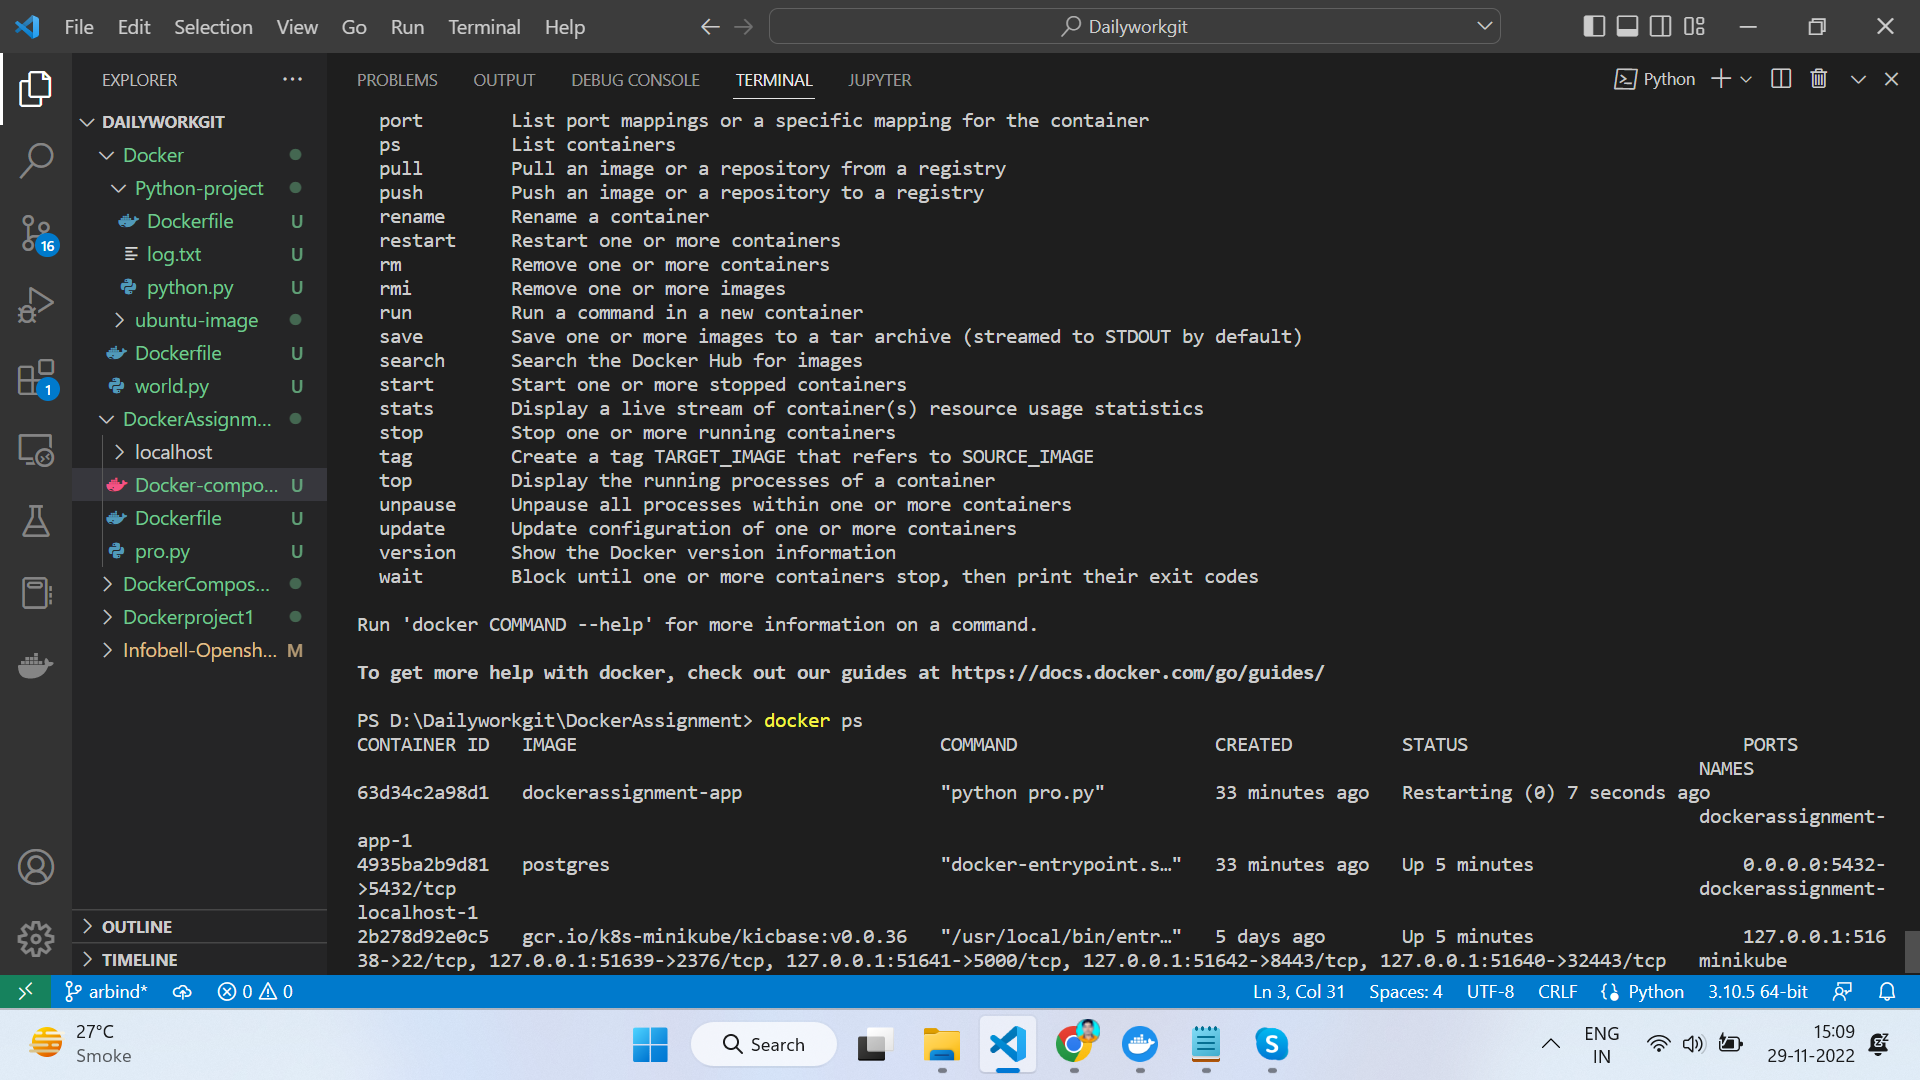 File Edit Selection View Go Run Terminal Help
Dailyworkgit
EXPLORER
DAILYWORKGIT
Docker
Python-project
Dockerfile U
log.txt U
python.py U
ubuntu-image
Dockerfile U
world.py U
DockerAssignm...
localhost
Docker-compo... U
Dockerfile U
pro.py U
DockerCompos...
Dockerproject1
Infobell-Opensh... M
OUTLINE
TIMELINE
16
1
PROBLEMS OUTPUT DEBUG CONSOLE TERMINAL JUPYTER
Python
port List port mappings or a specific mapping for the container
ps List containers
pull Pull an image or a repository from a registry
push Push an image or a repository to a registry
rename Rename a container
restart Restart one or more containers
rm Remove one or more containers
rmi Remove one or more images
run Run a command in a new container
save Save one or more images to a tar archive (streamed to STDOUT by default)
search Search the Docker Hub for images
start Start one or more stopped containers
stats Display a live stream of container(s) resource usage statistics
stop Stop one or more running containers
tag Create a tag TARGET_IMAGE that refers to SOURCE_IMAGE
top Display the running processes of a container
unpause Unpause all processes within one or more containers
update Update configuration of one or more containers
version Show the Docker version information
wait Block until one or more containers stop, then print their exit codes
Run 'docker COMMAND --help' for more information on a command.
To get more help with docker, check out our guides at https://docs.docker.com/go/guides/
PS D:\Dailyworkgit\DockerAssignment> docker ps
CONTAINER ID IMAGE COMMAND CREATED STATUS PORTS
NAMES
63d34c2a98d1 dockerassignment-app "python pro.py" 33 minutes ago Restarting (0) 7 seconds ago
dockerassignment-
app-1
4935ba2b9d81 postgres "docker-entrypoint.s…" 33 minutes ago Up 5 minutes 0.0.0.0:5432-
>5432/tcp dockerassignment-
localhost-1
2b278d92e0c5 gcr.io/k8s-minikube/kicbase:v0.0.36 "/usr/local/bin/entr…" 5 days ago Up 5 minutes 127.0.0.1:516
38->22/tcp, 127.0.0.1:51639->2376/tcp, 127.0.0.1:51641->5000/tcp, 127.0.0.1:51642->8443/tcp, 127.0.0.1:51640->32443/tcp minikube
arbind* 0 0 Ln 3, Col 31 Spaces: 4 UTF-8 CRLF Python 3.10.5 64-bit
27°C
Smoke
Search
ENG
IN
15:09
29-11-2022